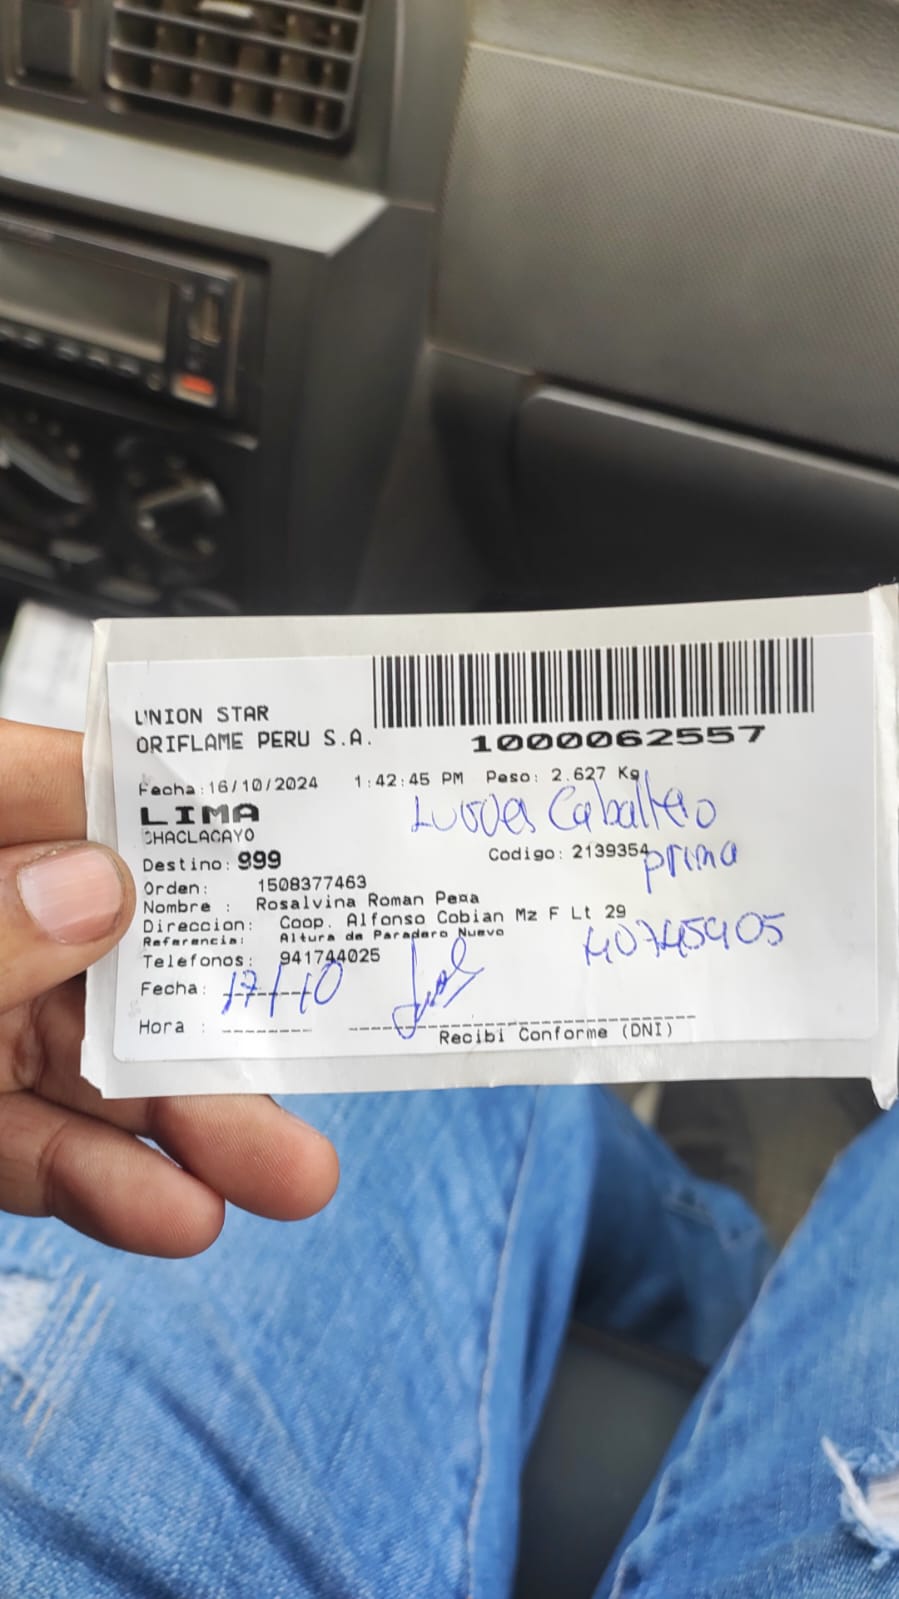 UNION STAR
ORIFLAME PERU S.A.
1000062557
Fecha:16/10/2024 1:42:45 PM Peso: 2.627 Kg
LIMA
CHACLACAYO
Lurdes Caballero
Destino: 999
Codigo: 2139354
prima
Orden: 1508377463
Nombre : Rosalvina Roman Pena
Direccion: Coop. Alfonso Cobian Mz F Lt 29
Referencia: Altura de Paradero Nuevo
40745905
Telefonos: 941744025
Fecha: 17/10
Hora :
Recibi Conforme (DNI)